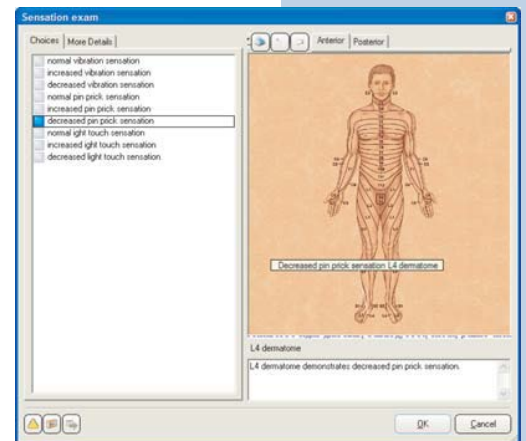 Sensation exam
Choices
More Details
Anterior
Posterior
normal vibration sensation
increased vibration sensation
decreased vibration sensation
normal pin prick sensation
increased pin prick sensation
decreased pin prick sensation
normal ight touch sensation
increased ight touch sensation
decreased light touch sensation
Decreased pin prick sensation L4 dermatome
L4 dermatome
L4 dermatome demonstrates decreased pin prick sensation.
OK
Cancel